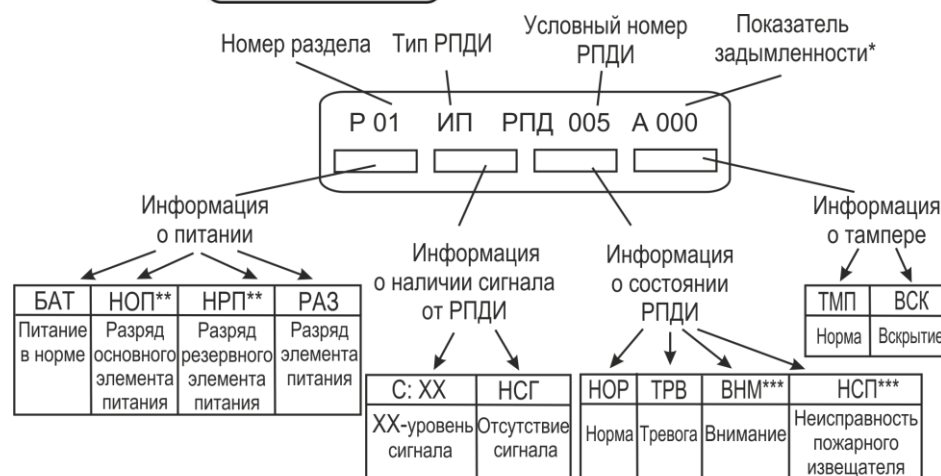 Номер раздела Тип РПДИ Условный номер РПДИ Показатель задымленности*
Р 01 ИП РПД 005 А 000
Информация
о питании
Информация
о наличии сигнала
от РПДИ
Информация
о состоянии
РПДИ
Информация
о тампере
БАТ НОП** НРП** РАЗ
Питание в норме
Разряд основного элемента питания
Разряд резервного элемента питания
Разряд элемента питания
С: ХХ НСГ
ХХ-уровень сигнала
Отсутствие сигнала
НОР ТРВ ВНМ*** НСП***
Норма Тревога Внимание
Неисправность пожарного извещателя
ТМП ВСК
Норма Вскрытие